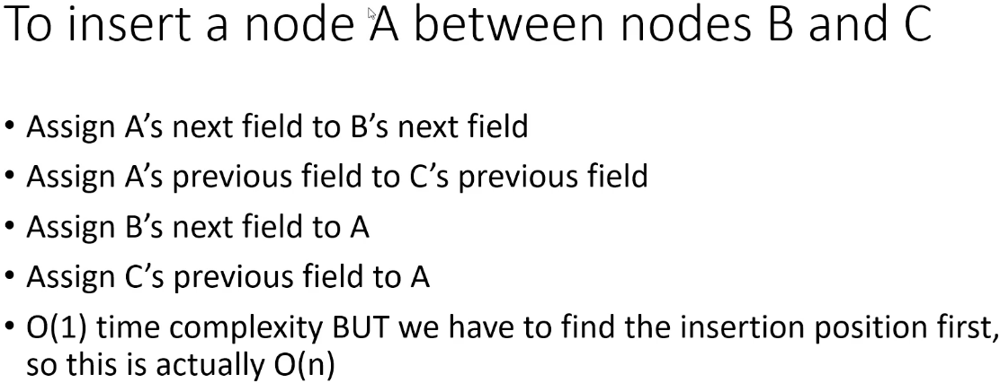 To insert a node A between nodes B and C
• Assign A’s next field to B’s next field
• Assign A’s previous field to C’s previous field
• Assign B’s next field to A
• Assign C’s previous field to A
• O(1) time complexity BUT we have to find the insertion position first,
so this is actually O(n)